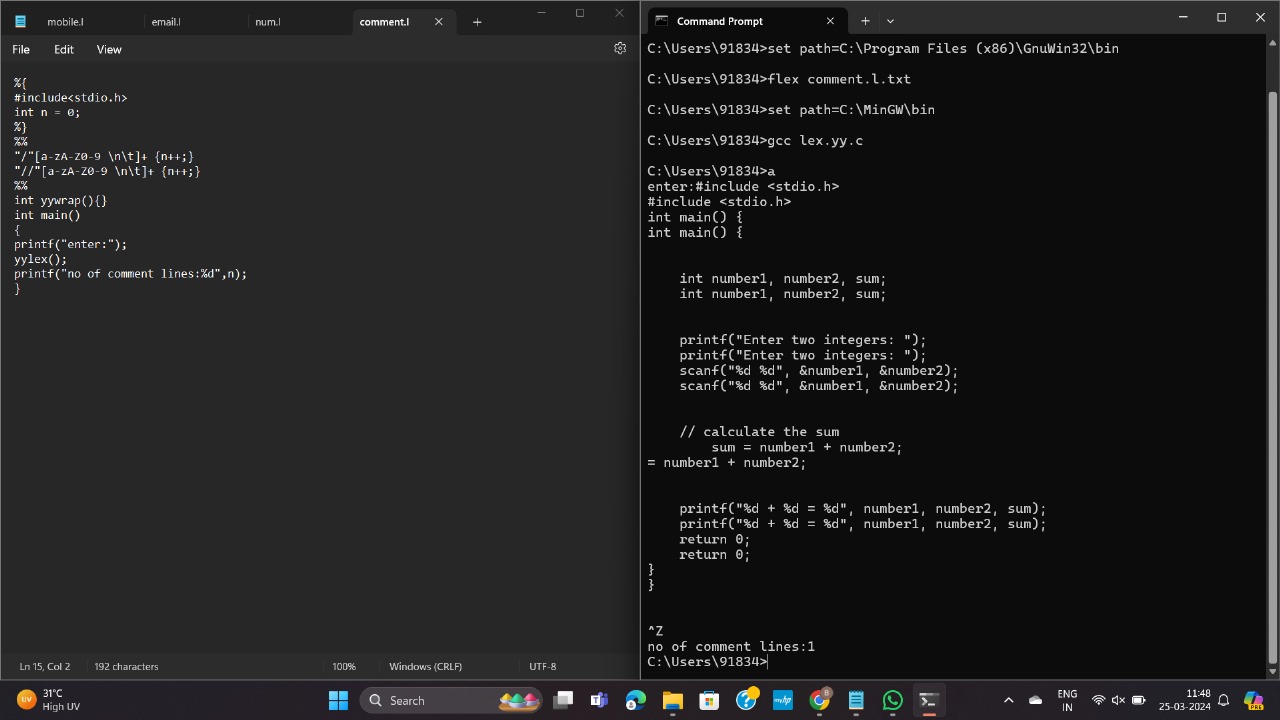 mobile.l
email.l
num.l
comment.l
File
Edit
View
%{
#include<stdio.h>
int n = 0;
%}
%%
"/"[a-zA-Z0-9 \n\t]+ {n++;}
"//"[a-zA-Z0-9 \n\t]+ {n++;}
%%
int yywrap(){}
int main()
{
printf("enter:");
yylex();
printf("no of comment lines:%d",n);
}
Ln 15, Col 2
192 characters
100%
Windows (CRLF)
UTF-8
Command Prompt
C:\Users\91834>set path=C:\Program Files (x86)\GnuWin32\bin
C:\Users\91834>flex comment.l.txt
C:\Users\91834>set path=C:\MinGW\bin
C:\Users\91834>gcc lex.yy.c
C:\Users\91834>a
enter:#include <stdio.h>
#include <stdio.h>
int main() {
int main() {
int number1, number2, sum;
int number1, number2, sum;
printf("Enter two integers: ");
printf("Enter two integers: ");
scanf("%d %d", &number1, &number2);
scanf("%d %d", &number1, &number2);
// calculate the sum
sum = number1 + number2;
= number1 + number2;
printf("%d + %d = %d", number1, number2, sum);
printf("%d + %d = %d", number1, number2, sum);
return 0;
return 0;
}
}
^Z
no of comment lines:1
C:\Users\91834>
UV
31°C
High UV
Search
B
ENG
IN
11:48
25-03-2024
PRE